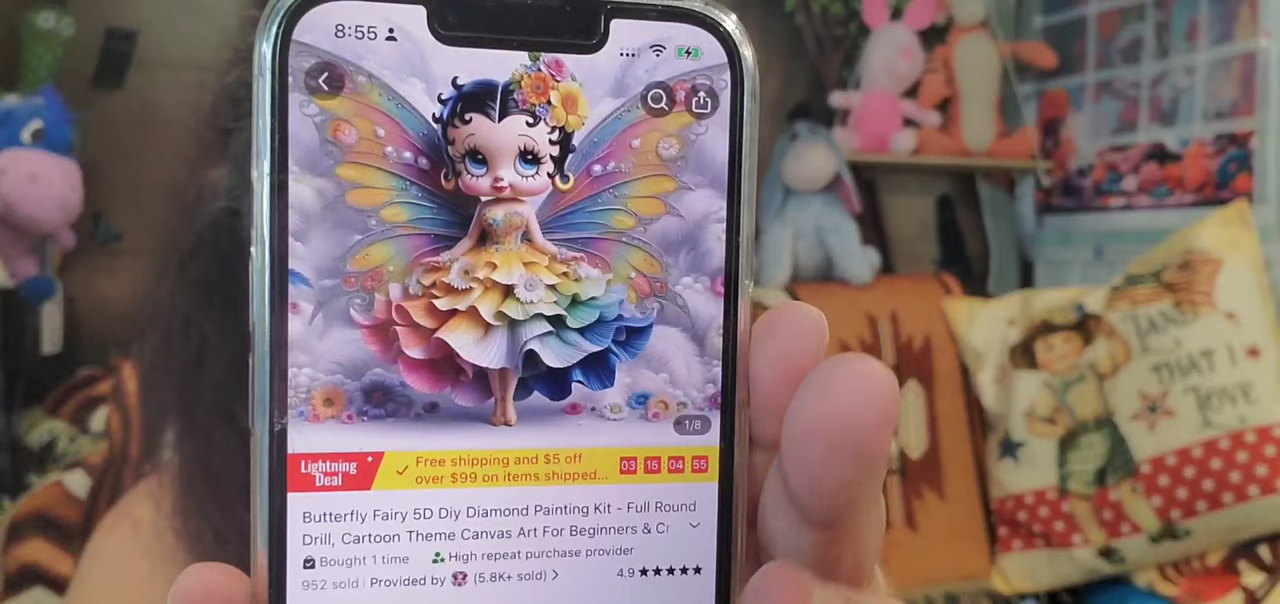 8:55
1/8
Lightning
Deal
Free shipping and $5 off
over $99 on items shipped...
03:15:04:55
Butterfly Fairy 5D Diy Diamond Painting Kit - Full Round
Drill, Cartoon Theme Canvas Art For Beginners & Cr
Bought 1 time High repeat purchase provider
952 sold | Provided by (5.8K+ sold) >
4.9 ★★★★★
LAND
THAT I
LOVE